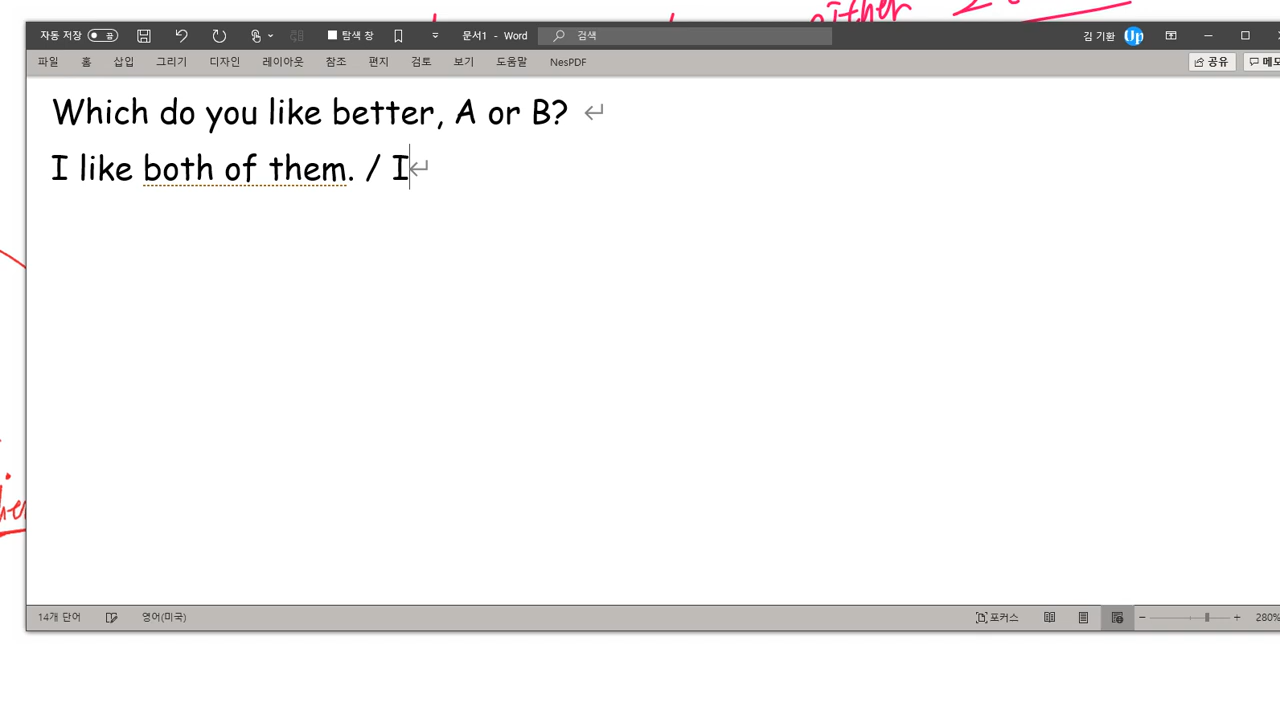 either
자동 저장 문서1 - Word 검색 김 기환 Up
파일 홈 삽입 그리기 디자인 레이아웃 참조 편지 검토 보기 도움말 NesPDF 공유
Which do you like better, A or B?
I like both of them. / I
14개 단어 영어(미국) 포커스 280%